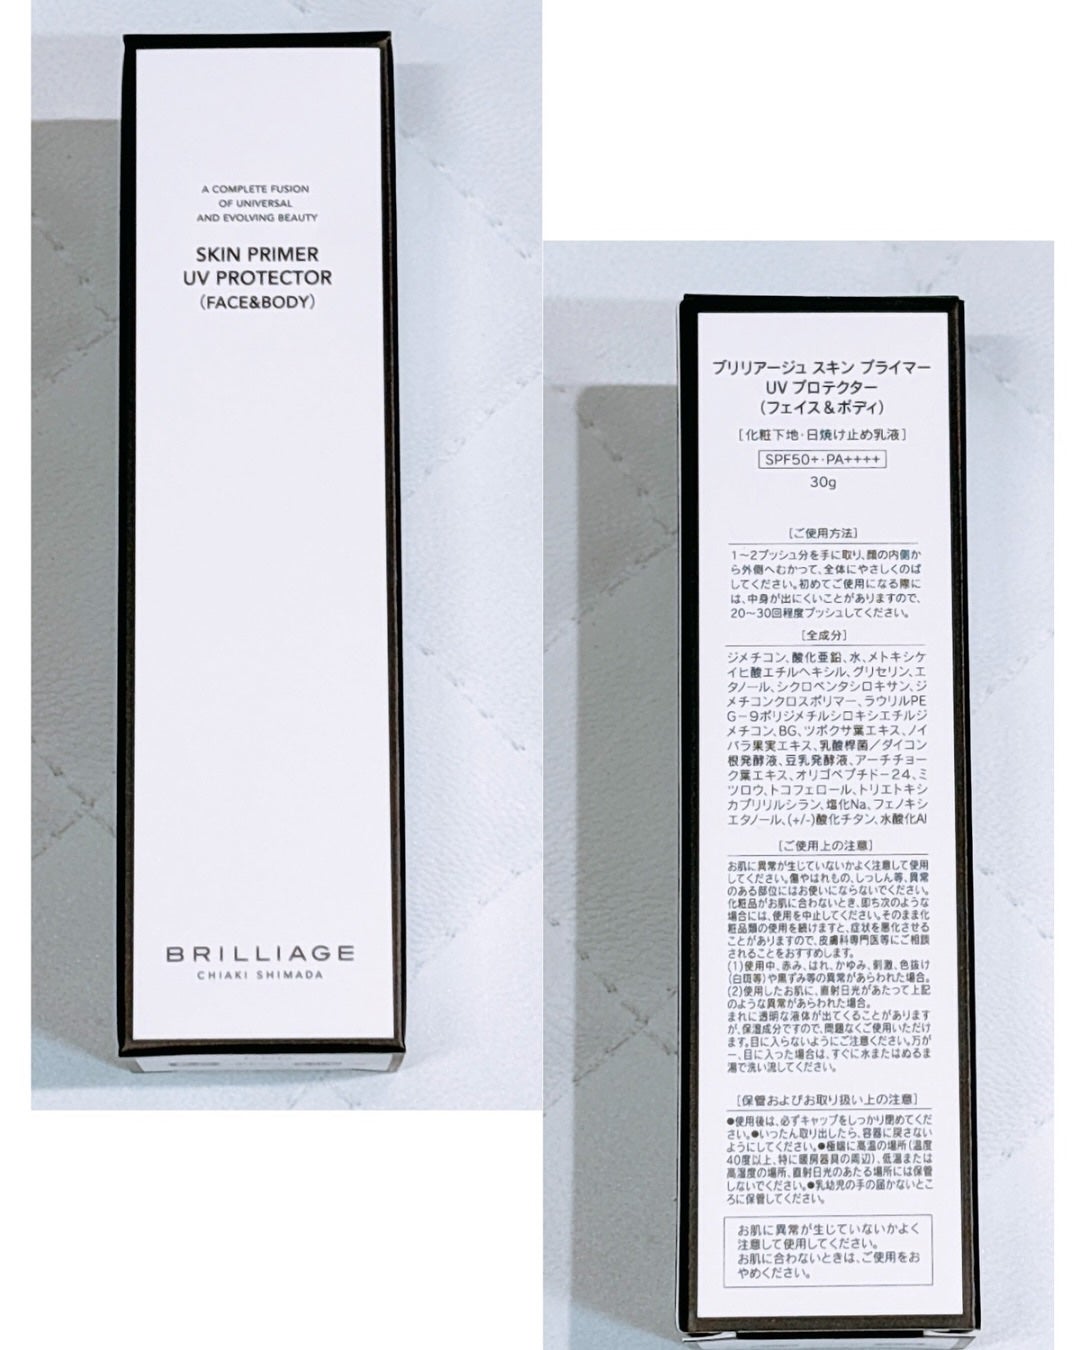 A COMPLETE FUSION
OF UNIVERSAL
AND EVOLVING BEAUTY
SKIN PRIMER
UV PROTECTOR
(FACE&BODY)
BRILLIAGE
CHIAKI SHIMADA
ブリリアージュ スキン プライマー
UV プロテクター
(フェイス&ボディ)
[化粧下地・日焼け止め乳液]
SPF50+・PA++++
30g
[ご使用方法]
1〜2プッシュ分を手に取り、顔の内側か
ら外側へむかって、全体にやさしくのば
してください。初めてご使用になる際に
は、中身が出にくいことがありますので、
20〜30回程度プッシュしてください。
[全成分]
ジメチコン、酸化亜鉛、水、メトキシケ
イヒ酸エチルヘキシル、グリセリン、エ
タノール、シクロペンタシロキサン、ジ
メチコンクロスポリマー、ラウリルPE
G-9ポリジメチルシロキシエチルジ
メチコン、BG、ツボクサ葉エキス、ノイ
バラ果実エキス、乳酸桿菌/ダイコン
根発酵液、豆乳発酵液、アーチチョー
ク葉エキス、オリゴペプチド-24、ミ
ツロウ、トコフェロール、トリエトキシ
カプリリルシラン、塩化Na、フェノキシ
エタノール、(+/-)酸化チタン、水酸化Al
[ご使用上の注意]
お肌に異常が生じていないかよく注意して使用
してください。傷やはれもの、しっしん等、異常
のある部位にはお使いにならないでください。
化粧品がお肌に合わないとき、即ち次のような
場合には、使用を中止してください。そのまま化
粧品類の使用を続けますと、症状を悪化させる
ことがありますので、皮膚科専門医等にご相談
されることをおすすめします。
(1)使用中、赤み、はれ、かゆみ、刺激、色抜け
(白斑等)や黒ずみ等の異常があらわれた場合。
(2)使用したお肌に、直射日光があたって上記
のような異常があらわれた場合。
まれに透明な液体が出てくることがあります
が、保湿成分ですので、問題なくご使用いただけ
ます。目に入らないようにご注意ください。万が
一、目に入った場合は、すぐに水またはぬるま
湯で洗い流してください。
[保管およびお取り扱い上の注意]
●使用後は、必ずキャップをしっかり閉めてくだ
さい。●いったん取り出したら、容器に戻さない
ようにしてください。●極端に高温の場所(温度
40度以上、特に暖房器具の周辺)、低温または
高湿度の場所、直射日光のあたる場所には保管
しないでください。●乳幼児の手の届かないとこ
ろに保管してください。
お肌に異常が生じていないかよく
注意して使用してください。
お肌に合わないときは、ご使用をお
やめください。